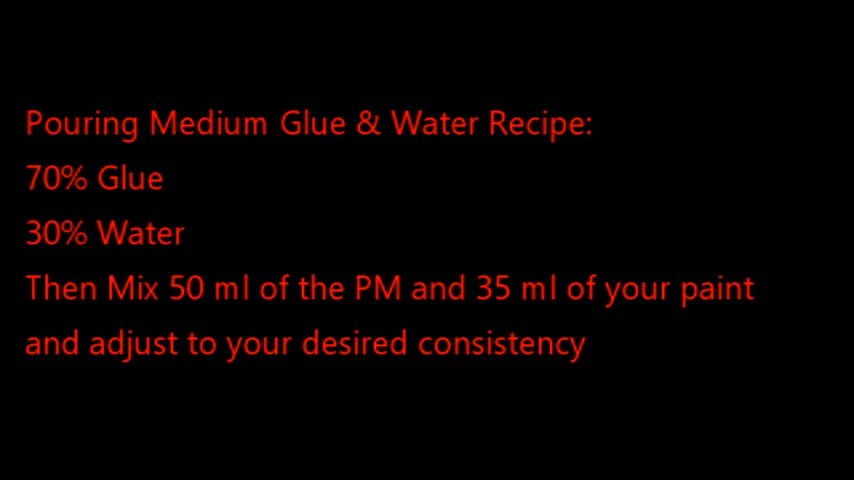 Pouring Medium Glue & Water Recipe:
70% Glue
30% Water
Then Mix 50 ml of the PM and 35 ml of your paint
and adjust to your desired consistency